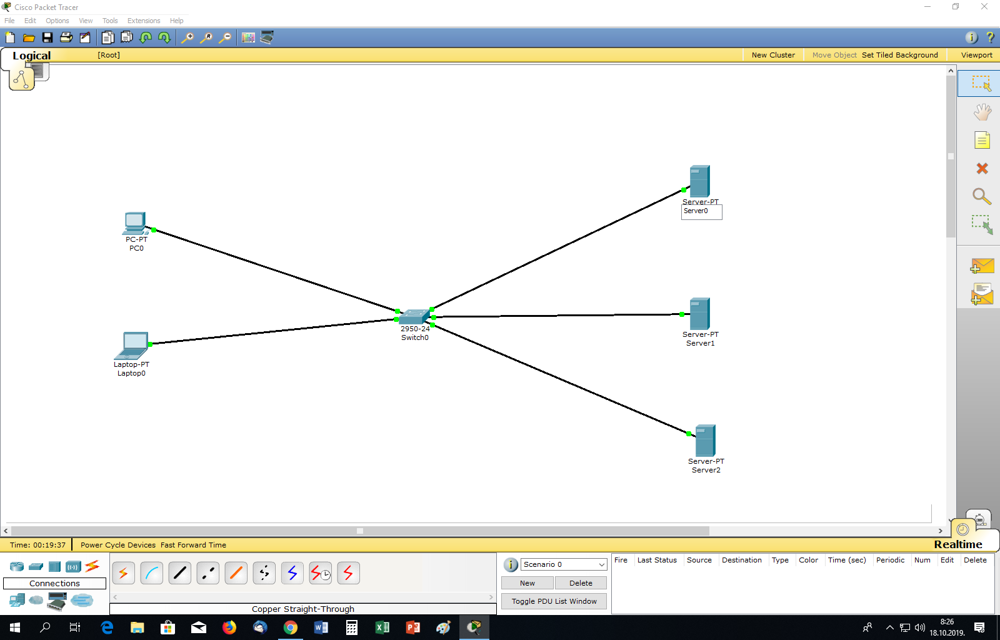 Cisco Packet Tracer
File Edit Options View Tools Extensions Help
Logical [Root] New Cluster Move Object Set Tiled Background Viewport
Server-PT
Server0
PC-PT
PC0
2950-24
Switch0
Server-PT
Server1
Laptop-PT
Laptop0
Server-PT
Server2
Time: 00:19:37 Power Cycle Devices Fast Forward Time Realtime
Scenario 0
Fire Last Status Source Destination Type Color Time (sec) Periodic Num Edit Delete
Connections
New Delete
Toggle PDU List Window
Copper Straight-Through
8:26
18.10.2019.